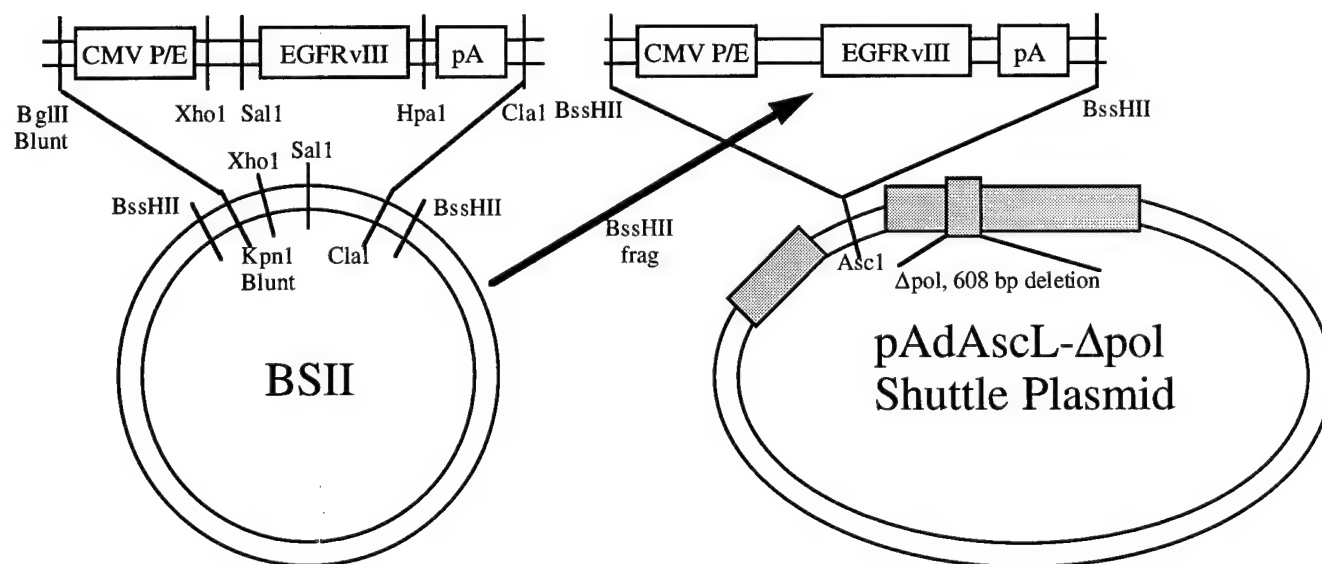 CMV P/E
EGFRvIII
pA
BglII
Blunt
Xho1
Sal1
Hpa1
Cla1
Xho1
Sal1
BssHII
BssHII
Kpn1
Blunt
Cla1
BSII
BssHII
frag
CMV P/E
EGFRvIII
pA
BssHII
BssHII
Asc1
Δpol, 608 bp deletion
pAdAscL-Δpol
Shuttle Plasmid